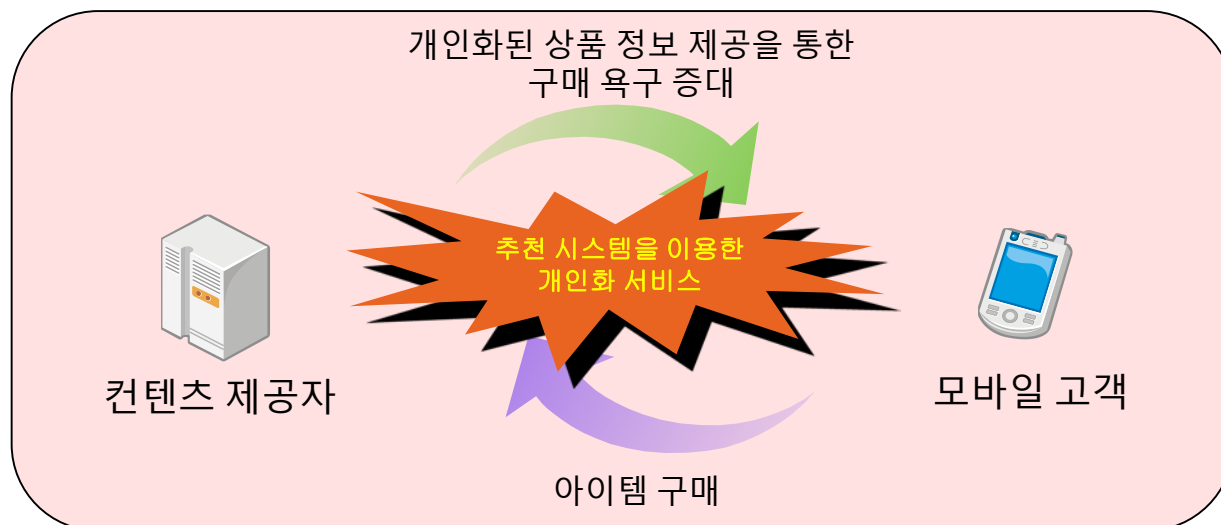 개인화된 상품 정보 제공을 통한
구매 욕구 증대
추천 시스템을 이용한
개인화 서비스
컨텐츠 제공자
모바일 고객
아이템 구매